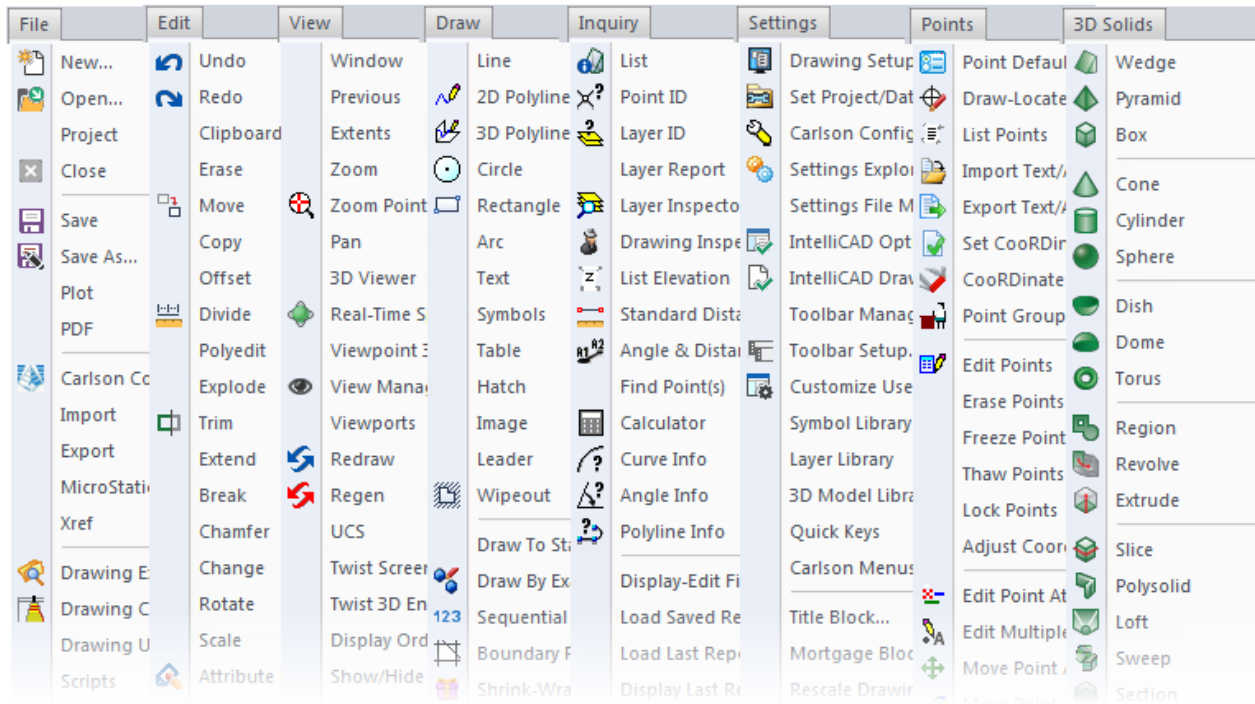 File
New...
Open...
Project
Close
Save
Save As...
Plot
PDF
Carlson Co
Import
Export
MicroStati
Xref
Drawing E
Drawing C
Drawing U
Scripts
Edit
Undo
Redo
Clipboard
Erase
Move
Copy
Offset
Divide
Polyedit
Explode
Trim
Extend
Break
Chamfer
Change
Rotate
Scale
Attribute
View
Window
Previous
Extents
Zoom
Zoom Point
Pan
3D Viewer
Real-Time S
Viewpoint 3
View Mana
Viewports
Redraw
Regen
UCS
Twist Screen
Twist 3D En
Display Ord
Show/Hide
Draw
Line
2D Polyline
3D Polyline
Circle
Rectangle
Arc
Text
Symbols
Table
Hatch
Image
Leader
Wipeout
Draw To Sta
Draw By Ex
123 Sequential
Boundary P
Shrink-Wra
Inquiry
List
Point ID
Layer ID
Layer Report
Layer Inspecto
Drawing Inspe
List Elevation
Standard Dista
Angle & Distan
Find Point(s)
Calculator
Curve Info
Angle Info
Polyline Info
Display-Edit Fi
Load Saved Re
Load Last Repo
Display Last Re
Settings
Drawing Setup
Set Project/Dat
Carlson Config
Settings Explor
Settings File M
IntelliCAD Opt
IntelliCAD Draw
Toolbar Manag
Toolbar Setup.
Customize Use
Symbol Library
Layer Library
3D Model Libra
Quick Keys
Carlson Menus
Title Block...
Mortgage Bloc
Rescale Drawin
Points
Point Defaul
Draw-Locate
List Points
Import Text/A
Export Text/A
Set CooRDin
CooRDinate
Point Group
Edit Points
Erase Points
Freeze Point
Thaw Points
Lock Points
Adjust Coord
Edit Point At
Edit Multiple
Move Point A
3D Solids
Wedge
Pyramid
Box
Cone
Cylinder
Sphere
Dish
Dome
Torus
Region
Revolve
Extrude
Slice
Polysolid
Loft
Sweep
Section